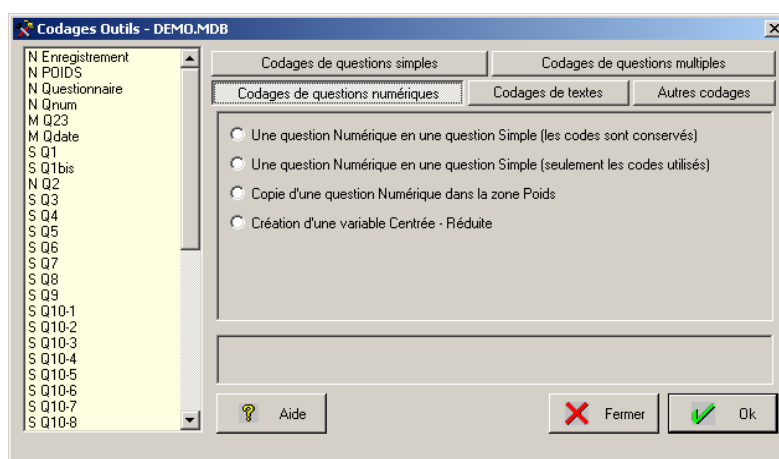 Codages Outils - DEMO.MDB
N Enregistrement
N POIDS
N Questionnaire
N Qnum
M Q23
M Qdate
S Q1
S Q1bis
N Q2
S Q3
S Q4
S Q5
S Q6
S Q7
S Q8
S Q9
S Q10-1
S Q10-2
S Q10-3
S Q10-4
S Q10-5
S Q10-6
S Q10-7
S Q10-8
Codages de questions simples
Codages de questions multiples
Codages de questions numériques
Codages de textes
Autres codages
Une question Numérique en une question Simple (les codes sont conservés)
Une question Numérique en une question Simple (seulement les codes utilisés)
Copie d'une question Numérique dans la zone Poids
Création d'une variable Centrée - Réduite
Aide
Fermer
Ok